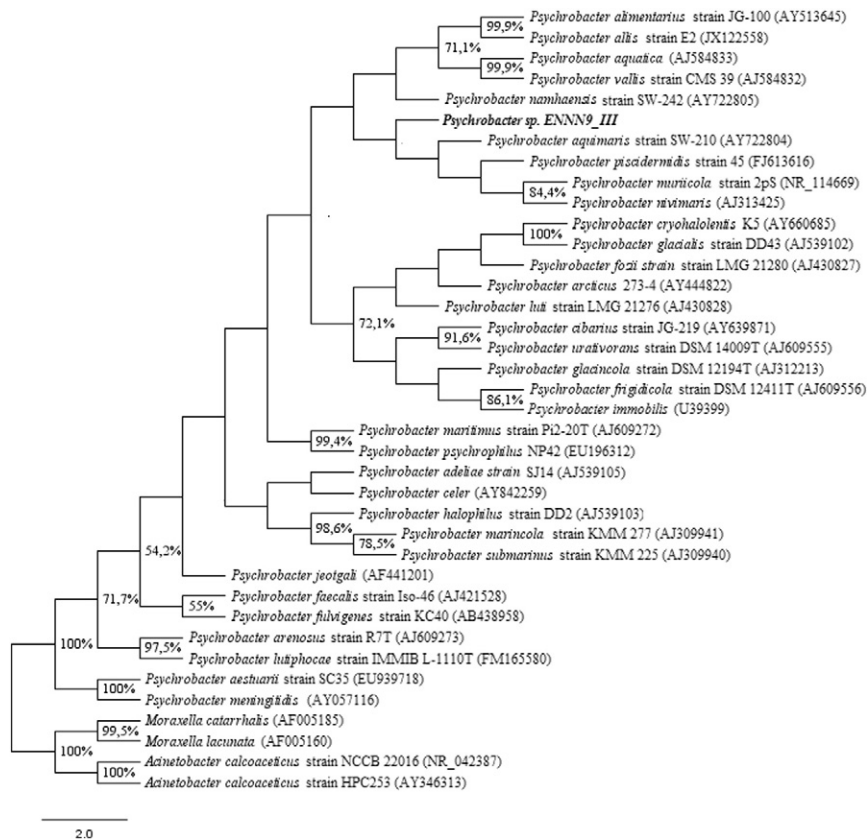 Psychrobacter alimentarius strain JG-100 (AY513645)
99,9%
Psychrobacter allis strain E2 (JX122558)
71,1%
Psychrobacter aquatica (AJ584833)
99,9%
Psychrobacter vallis strain CMS 39 (AJ584832)
Psychrobacter namhaensis strain SW-242 (AY722805)
Psychrobacter sp. ENNN9_III
Psychrobacter aquimaris strain SW-210 (AY722804)
Psychrobacter piscidermidis strain 45 (FJ613616)
Psychrobacter muriicola strain 2pS (NR_114669)
84,4%
Psychrobacter nivimaris (AJ313425)
Psychrobacter cryohalolentis K5 (AY660685)
100%
Psychrobacter glacialis strain DD43 (AJ539102)
Psychrobacter fozii strain LMG 21280 (AJ430827)
Psychrobacter arcticus 273-4 (AY444822)
Psychrobacter luti strain LMG 21276 (AJ430828)
72,1%
Psychrobacter cibarius strain JG-219 (AY639871)
91,6%
Psychrobacter urativorans strain DSM 14009T (AJ609555)
Psychrobacter glacincola strain DSM 12194T (AJ312213)
Psychrobacter frigidicola strain DSM 12411T (AJ609556)
86,1%
Psychrobacter immobilis (U39399)
Psychrobacter maritimus strain Pi2-20T (AJ609272)
99,4%
Psychrobacter psychrophilus NP42 (EU196312)
Psychrobacter adeliae strain SJ14 (AJ539105)
Psychrobacter celer (AY842259)
Psychrobacter halophilus strain DD2 (AJ539103)
98,6%
Psychrobacter marincola strain KMM 277 (AJ309941)
78,5%
Psychrobacter submarinus strain KMM 225 (AJ309940)
54,2%
Psychrobacter jeotgali (AF441201)
71,7%
Psychrobacter faecalis strain Iso-46 (AJ421528)
55%
Psychrobacter fulvigenes strain KC40 (AB438958)
100%
Psychrobacter arenosus strain R7T (AJ609273)
97,5%
Psychrobacter lutiphocae strain IMMIB L-1110T (FM165580)
Psychrobacter aestuarii strain SC35 (EU939718)
100%
Psychrobacter meningitidis (AY057116)
Moraxella catarrhalis (AF005185)
99,5%
Moraxella lacunata (AF005160)
100%
Acinetobacter calcoaceticus strain NCCB 22016 (NR_042387)
100%
Acinetobacter calcoaceticus strain HPC253 (AY346313)
2.0